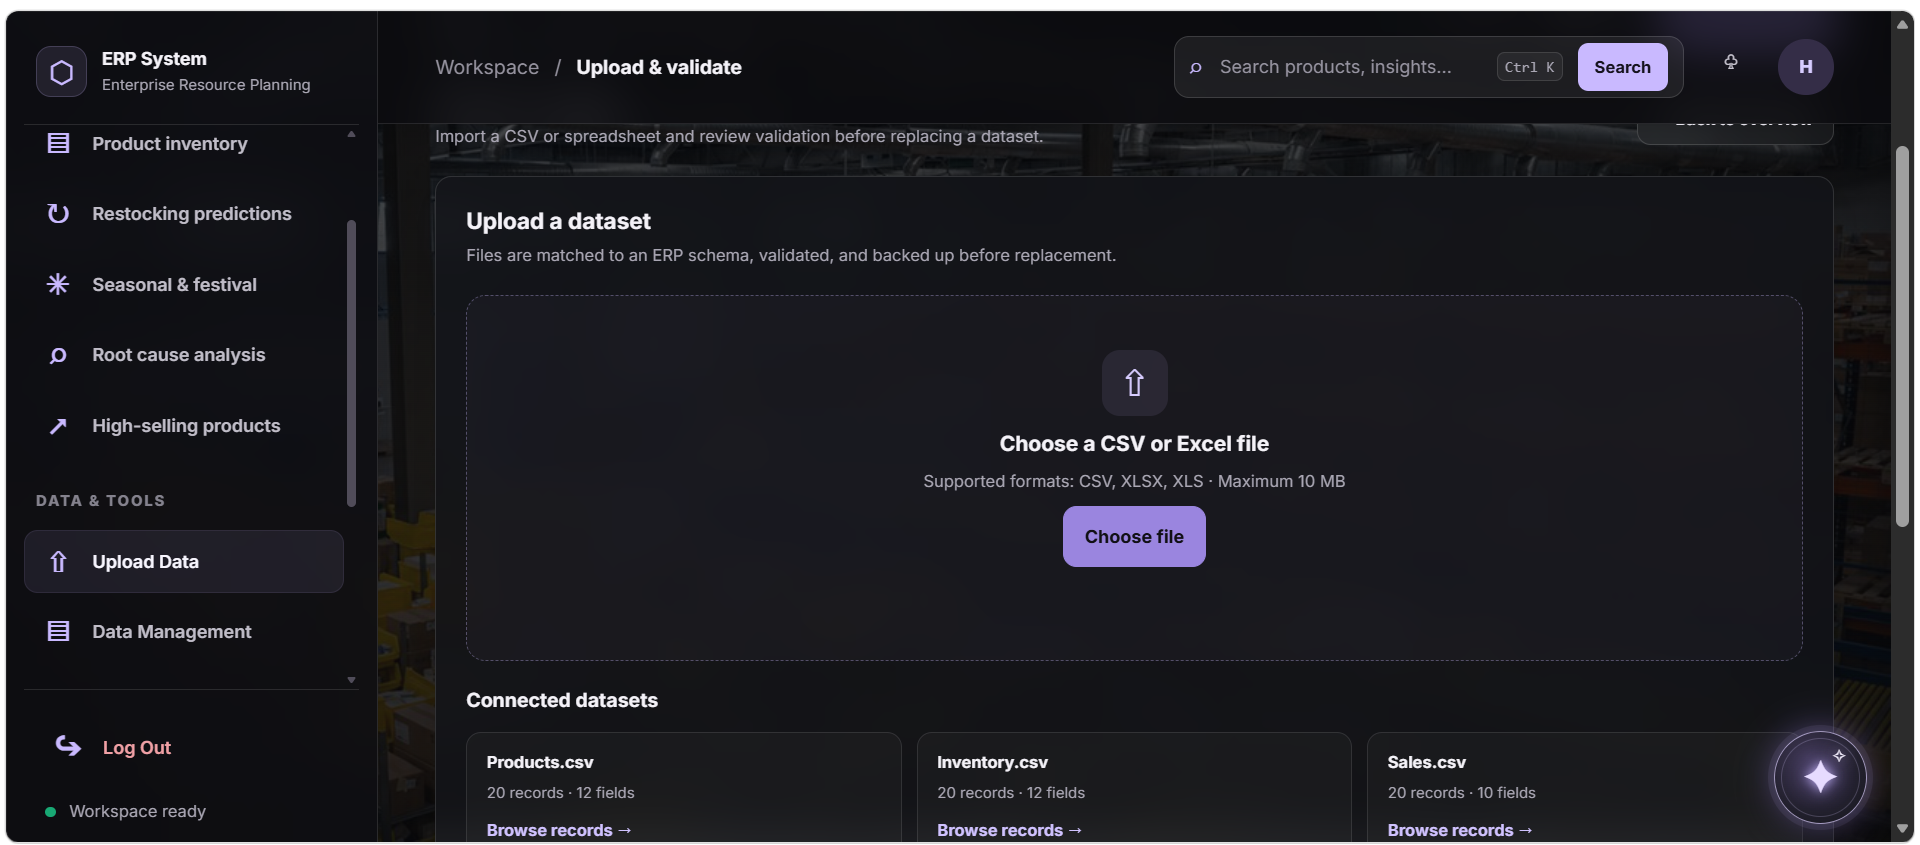 ERP System
Enterprise Resource Planning
Product inventory
Restocking predictions
Seasonal & festival
Root cause analysis
High-selling products
DATA & TOOLS
Upload Data
Data Management
Log Out
Workspace ready
Workspace / Upload & validate
Search products, insights...
Ctrl K
Search
H
Import a CSV or spreadsheet and review validation before replacing a dataset.
Back to overview
Upload a dataset
Files are matched to an ERP schema, validated, and backed up before replacement.
Choose a CSV or Excel file
Supported formats: CSV, XLSX, XLS · Maximum 10 MB
Choose file
Connected datasets
Products.csv
20 records · 12 fields
Browse records →
Inventory.csv
20 records · 12 fields
Browse records →
Sales.csv
20 records · 10 fields
Browse records →